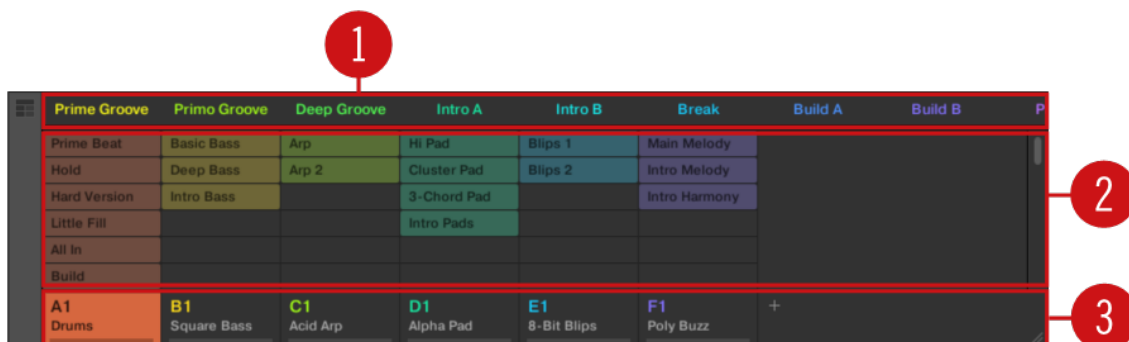 1
Prime Groove Primo Groove Deep Groove Intro A Intro B Break Build A Build B P
Prime Beat Basic Bass Arp Hi Pad Blips 1 Main Melody
Hold Deep Bass Arp 2 Cluster Pad Blips 2 Intro Melody
2
Hard Version Intro Bass 3-Chord Pad Intro Harmony
Little Fill Intro Pads
All In
Build
A1 B1 C1 D1 E1 F1 +
3
Drums Square Bass Acid Arp Alpha Pad 8-Bit Blips Poly Buzz